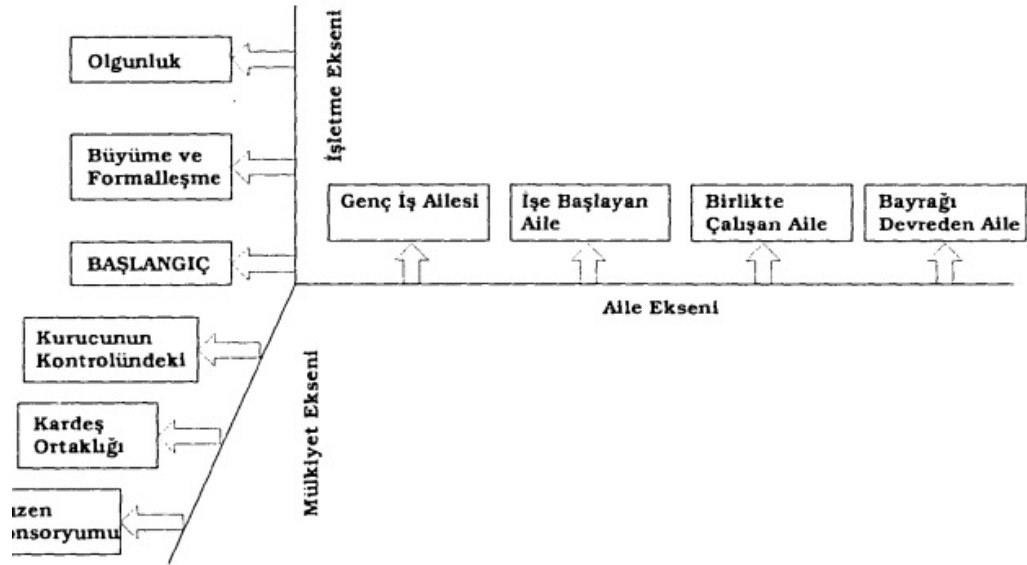 Olgunluk
İşletme Ekseni
Büyüme ve
Formalleşme
BAŞLANGIÇ
Genç İş Ailesi
İşe Başlayan
Aile
Birlikte
Çalışan Aile
Bayrağı
Devreden Aile
Aile Ekseni
Kurucunun
Kontrolündeki
Mülkiyet Ekseni
Kardeş
Ortaklığı